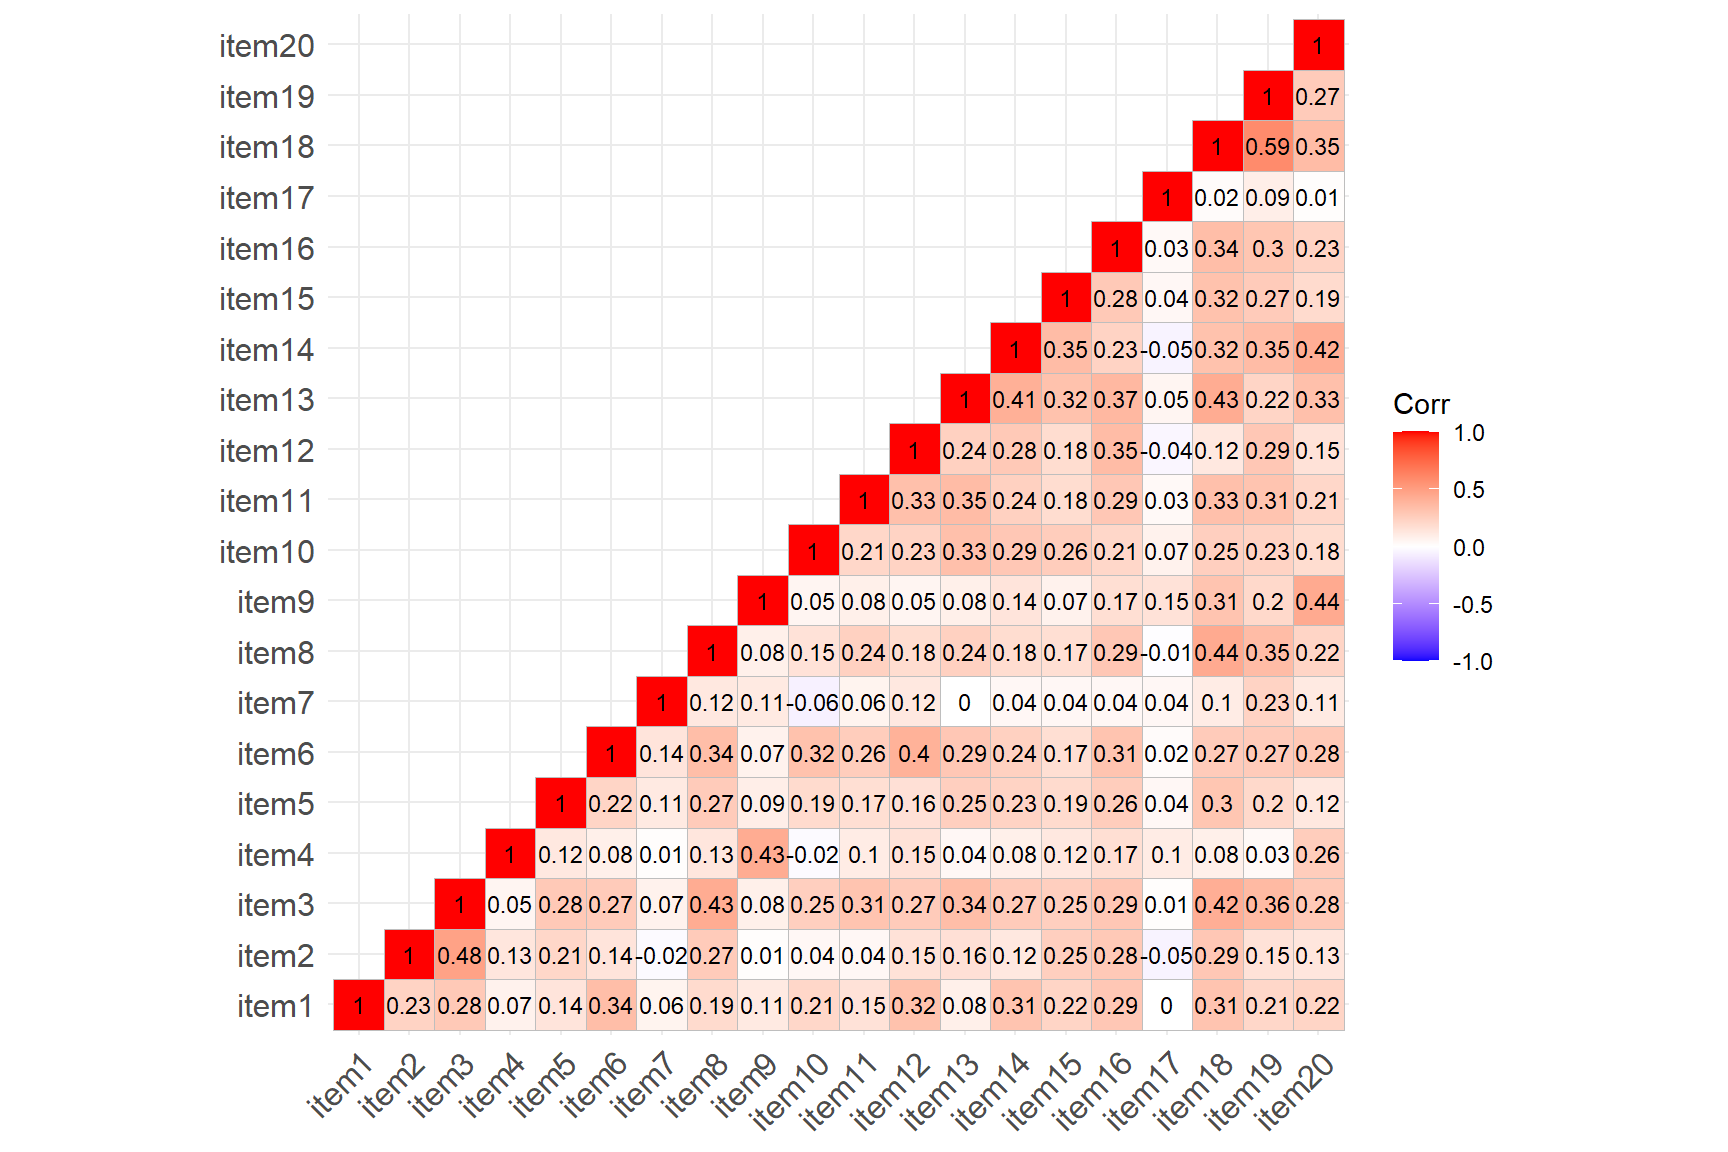 item20 1
item19 1 0.27
item18 1 0.59 0.35
item17 1 0.02 0.09 0.01
item16 1 0.03 0.34 0.3 0.23
item15 1 0.28 0.04 0.32 0.27 0.19
item14 1 0.35 0.23 -0.05 0.32 0.35 0.42
item13 1 0.41 0.32 0.37 0.05 0.43 0.22 0.33
item12 1 0.24 0.28 0.18 0.35 -0.04 0.12 0.29 0.15
item11 1 0.33 0.35 0.24 0.18 0.29 0.03 0.33 0.31 0.21
item10 1 0.21 0.23 0.33 0.29 0.26 0.21 0.07 0.25 0.23 0.18
item9 1 0.05 0.08 0.05 0.08 0.14 0.07 0.17 0.15 0.31 0.2 0.44
item8 1 0.08 0.15 0.24 0.18 0.24 0.18 0.17 0.29 -0.01 0.44 0.35 0.22
item7 1 0.12 0.11 -0.06 0.06 0.12 0 0.04 0.04 0.04 0.04 0.1 0.23 0.11
item6 1 0.14 0.34 0.07 0.32 0.26 0.4 0.29 0.24 0.17 0.31 0.02 0.27 0.27 0.28
item5 1 0.22 0.11 0.27 0.09 0.19 0.17 0.16 0.25 0.23 0.19 0.26 0.04 0.3 0.2 0.12
item4 1 0.12 0.08 0.01 0.13 0.43 -0.02 0.1 0.15 0.04 0.08 0.12 0.17 0.1 0.08 0.03 0.26
item3 1 0.05 0.28 0.27 0.07 0.43 0.08 0.25 0.31 0.27 0.34 0.27 0.25 0.29 0.01 0.42 0.36 0.28
item2 1 0.48 0.13 0.21 0.14 -0.02 0.27 0.01 0.04 0.04 0.15 0.16 0.12 0.25 0.28 -0.05 0.29 0.15 0.13
item1 1 0.23 0.28 0.07 0.14 0.34 0.06 0.19 0.11 0.21 0.15 0.32 0.08 0.31 0.22 0.29 0 0.31 0.21 0.22
item1 item2 item3 item4 item5 item6 item7 item8 item9 item10 item11 item12 item13 item14 item15 item16 item17 item18 item19 item20
Corr
1.0
0.5
0.0
-0.5
-1.0